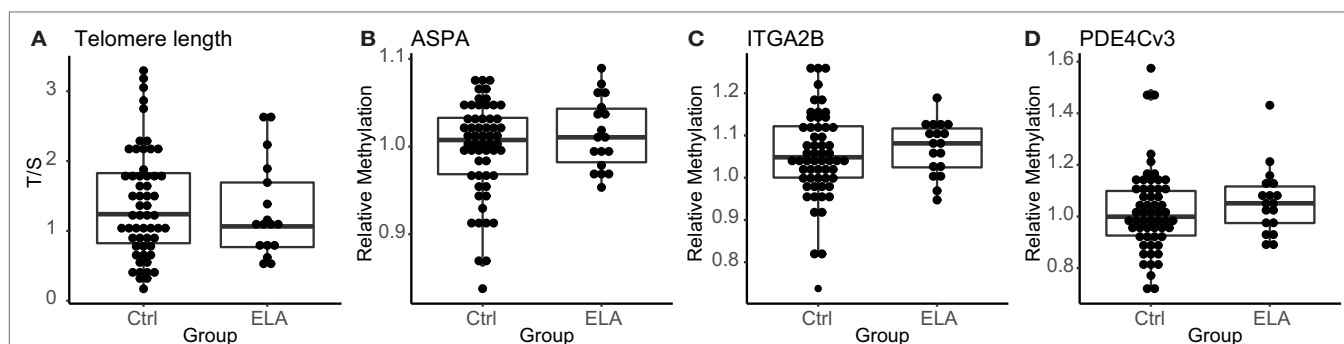 A Telomere length
T/S
3
2
1
0
Ctrl ELA
Group
B ASPA
Relative Methylation
1.1
1.0
0.9
Ctrl ELA
Group
C ITGA2B
Relative Methylation
1.2
1.1
1.0
0.9
0.8
Ctrl ELA
Group
D PDE4Cv3
Relative Methylation
1.6
1.4
1.2
1.0
0.8
Ctrl ELA
Group